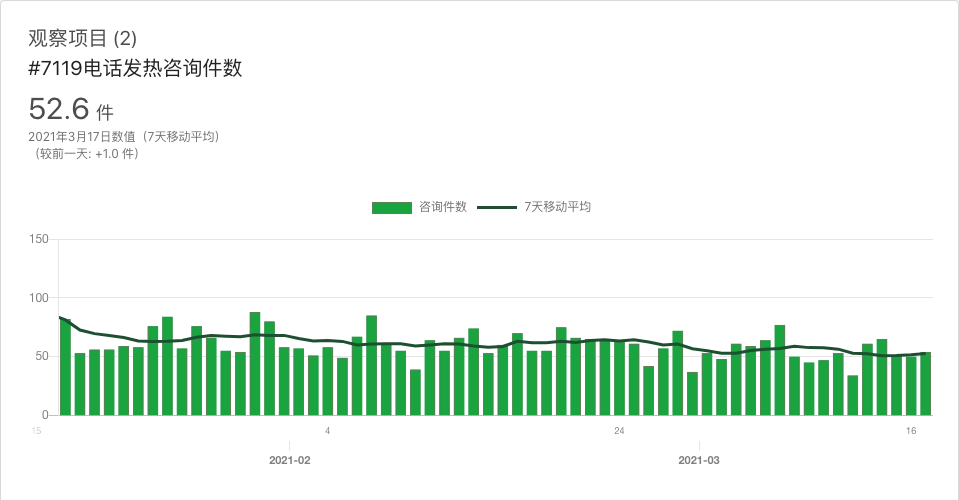 观察项目 (2)
#7119电话发热咨询件数
52.6 件
2021年3月17日数值（7天移动平均）
（较前一天: +1.0 件）
咨询件数 7天移动平均
150
100
50
0
15 4 24 16
2021-02 2021-03